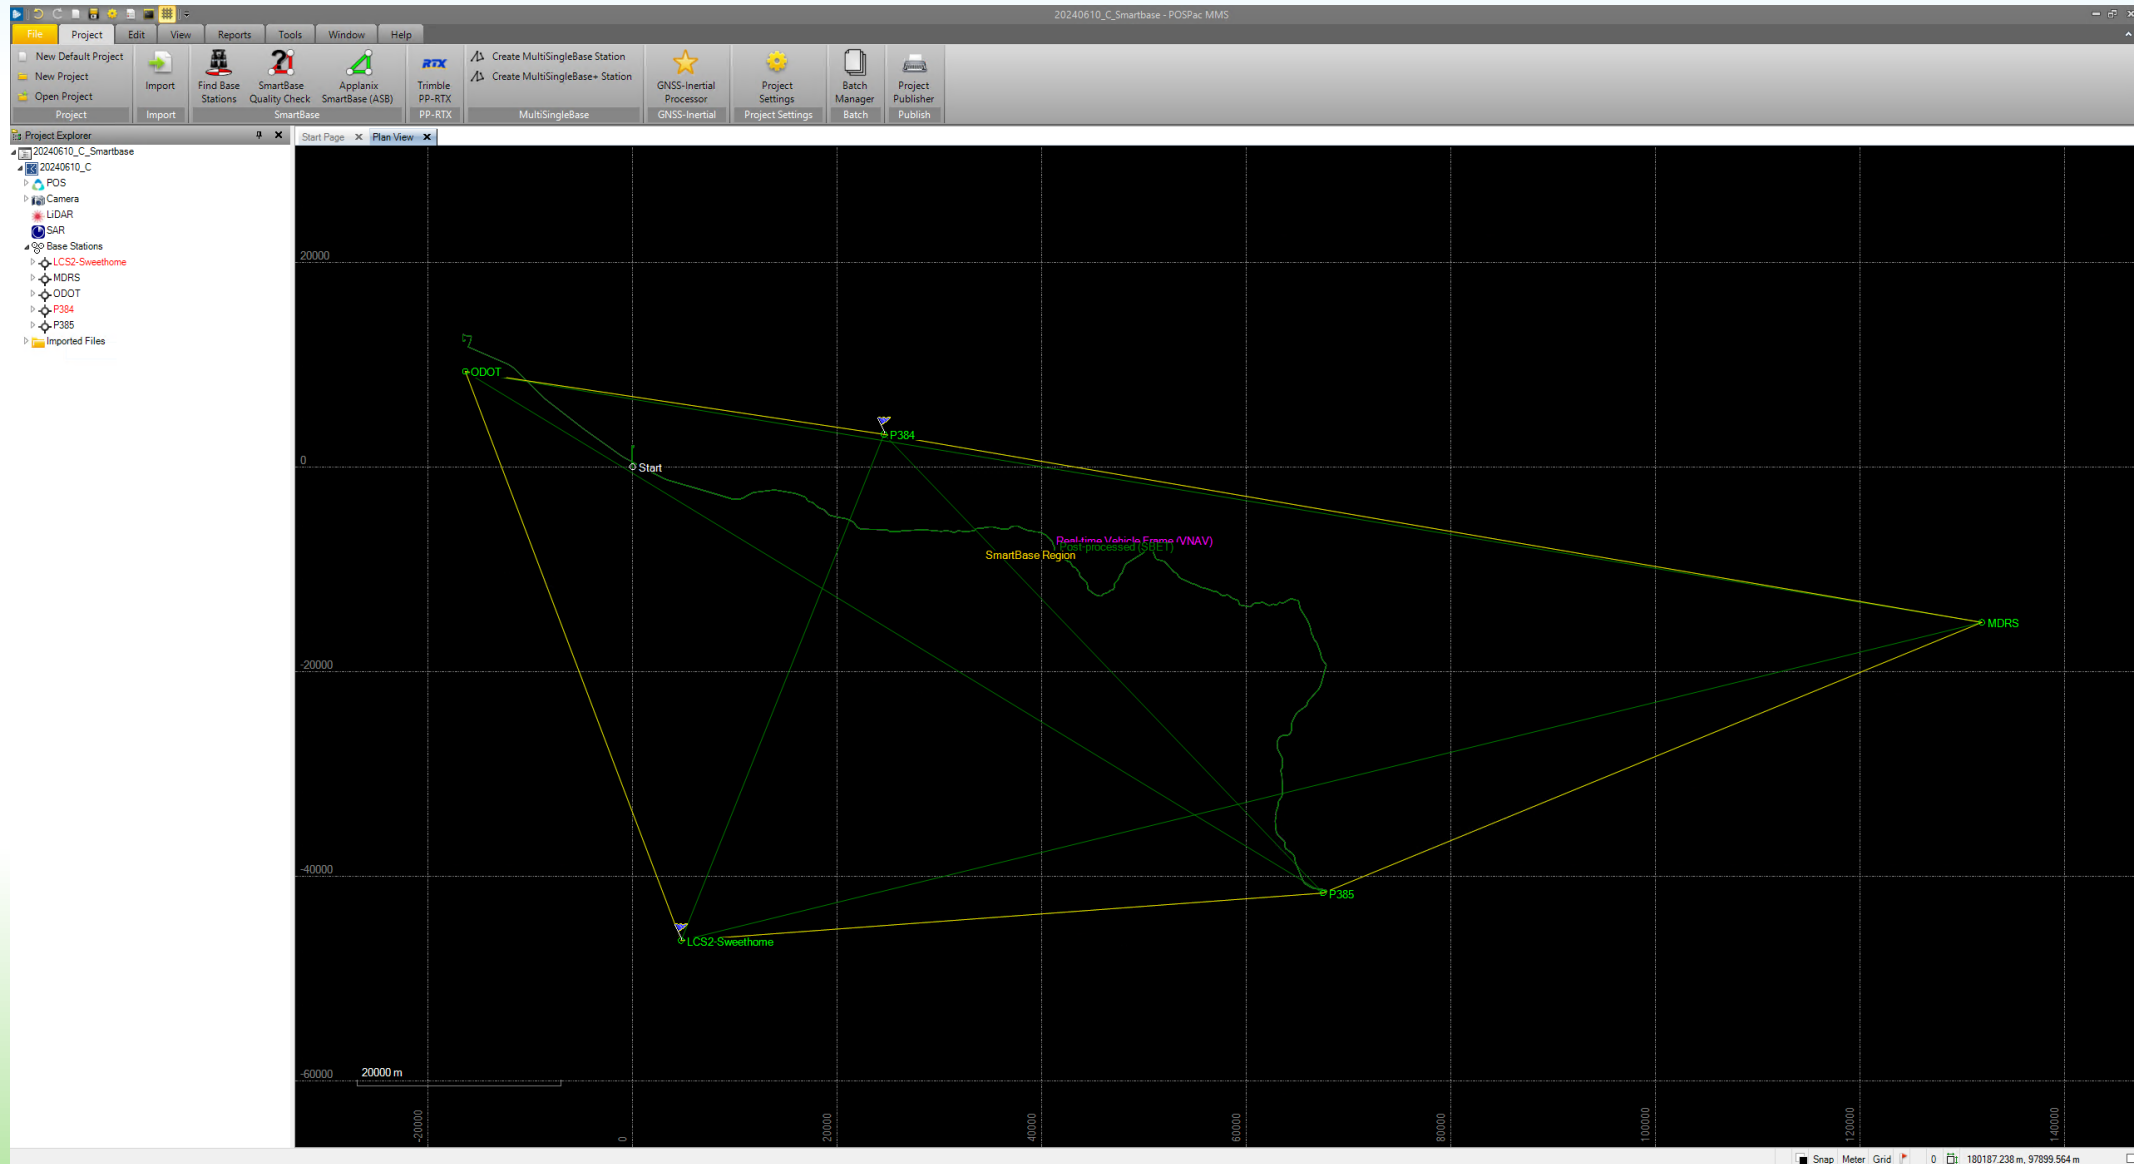 20240610_C_Smartbase - POSPac MMS
File Project Edit View Reports Tools Window Help
New Default Project
New Project
Open Project
Project
Import
Import
Find Base Stations
SmartBase Quality Check
Applanix SmartBase (ASB)
SmartBase
RTX
Trimble PP-RTX
PP-RTX
Create MultiSingleBase Station
Create MultiSingleBase+ Station
MultiSingleBase
GNSS-Inertial Processor
GNSS-Inertial
Project Settings
Project Settings
Batch Manager
Batch
Project Publisher
Publish
Project Explorer
Start Page Plan View
20240610_C_Smartbase
20240610_C
POS
Camera
LiDAR
SAR
Base Stations
LCS2-Sweethome
MDRS
ODOT
P384
P385
Imported Files
20000
ODOT
P384
0
Start
Real-time Vehicle Frame (VNAV)
Post-processed (SBET)
SmartBase Region
MDRS
-20000
-40000
P385
LCS2-Sweethome
-60000
20000 m
-20000
0
20000
40000
60000
80000
100000
120000
140000
Snap Meter Grid 0 180187.238 m, 97899.564 m